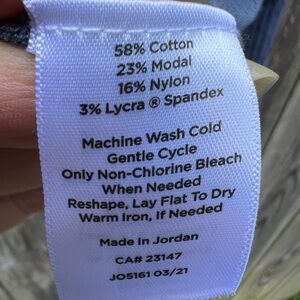 58% Cotton
23% Modal
16% Nylon
3% Lycra ® Spandex
Machine Wash Cold
Gentle Cycle
Only Non-Chlorine Bleach
When Needed
Reshape, Lay Flat To Dry
Warm Iron, If Needed
Made In Jordan
CA# 23147
JO5161 03/21